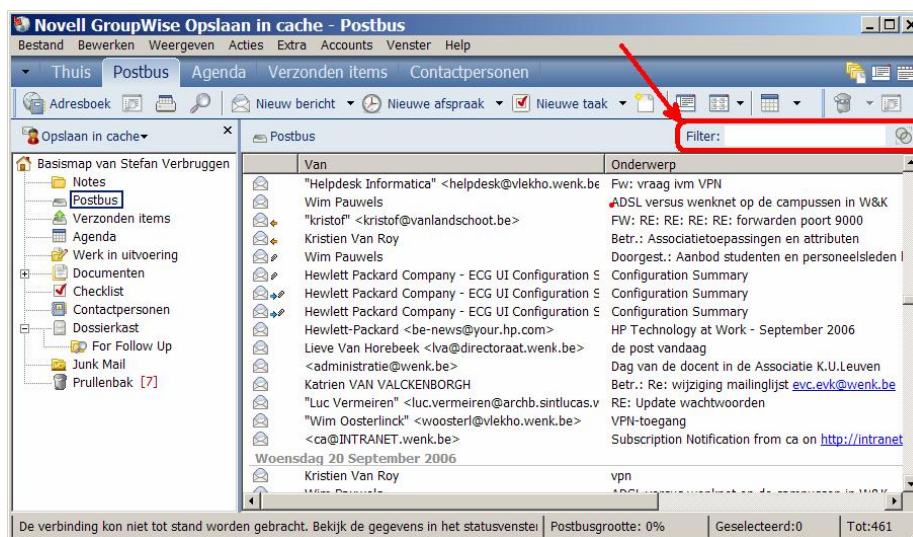 Novell GroupWise Opslaan in cache - Postbus
Bestand Bewerken Weergeven Acties Extra Accounts Venster Help
Thuis Postbus Agenda Verzonden items Contactpersonen
Adresboek Nieuw bericht Nieuwe afspraak Nieuwe taak
Opslaan in cache Postbus Filter:
Basismap van Stefan Verbruggen
Notes
Postbus
Verzonden items
Agenda
Werk in uitvoering
Documenten
Checklist
Contactpersonen
Dossierkast
For Follow Up
Junk Mail
Prullenbak [7]
Van Onderwerp
"Helpdesk Informatica" <helpdesk@vlekho.wenk.be Fw: vraag ivm VPN
Wim Pauwels ADSL versus wenknet op de campussen in W&K
"kristof" <kristof@vanlandschoot.be> FW: RE: RE: RE: RE: forwarden poort 9000
Kristien Van Roy Betr.: Associatietoepassingen en attributen
Wim Pauwels Doorgest.: Aanbod studenten en personeelsleden
Hewlett Packard Company - ECG UI Configuration S Configuration Summary
Hewlett Packard Company - ECG UI Configuration S Configuration Summary
Hewlett Packard Company - ECG UI Configuration S Configuration Summary
Hewlett-Packard <be-news@your.hp.com> HP Technology at Work - September 2006
Lieve Van Horebeek <lva@directoraat.wenk.be> de post vandaag
<administratie@wenk.be> Dag van de docent in de Associatie K.U.Leuven
Katrien VAN VALCKENBORGH Betr.: Re: wijziging mailinglijst evc.evk@wenk.be
"Luc Vermeiren" <luc.vermeiren@archb.sintlucas.v RE: Update wachtwoorden
"Wim Oosterlinck" <woosterl@vlekho.wenk.be> VPN-toegang
<ca@INTRANET.wenk.be> Subscription Notification from ca on http://intranet
Woensdag 20 September 2006
Kristien Van Roy vpn
Wim Pauwels ADSL versus wenknet op de campussen in W&K
De verbinding kon niet tot stand worden gebracht. Bekijk de gegevens in het statusvenster Postbusgrootte: 0% Geselecteerd:0 Tot:461